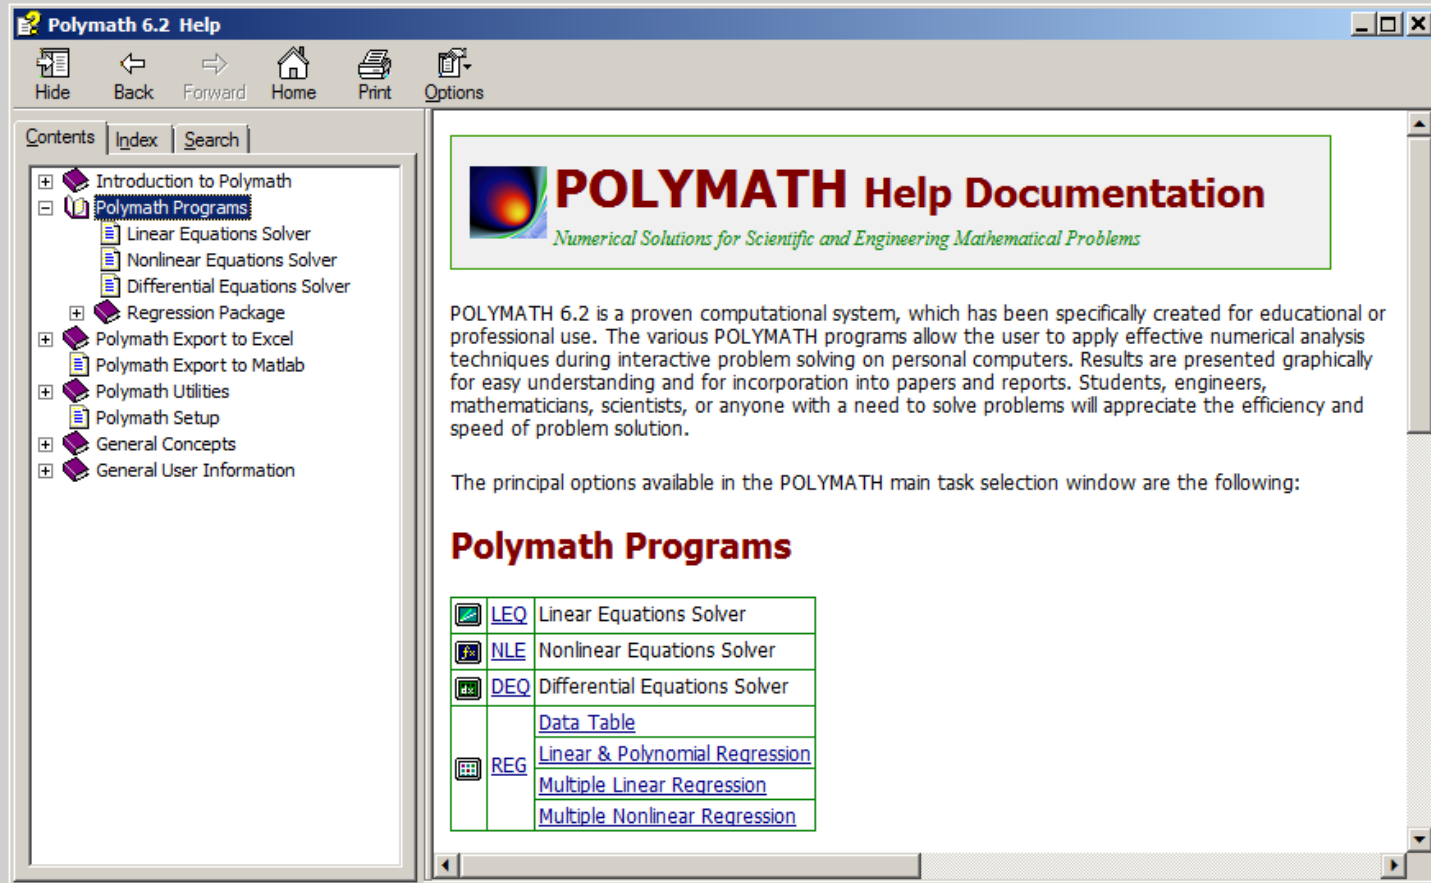 Polymath 6.2 Help
Hide Back Forward Home Print Options
Contents Index Search
Introduction to Polymath
Polymath Programs
Linear Equations Solver
Nonlinear Equations Solver
Differential Equations Solver
Regression Package
Polymath Export to Excel
Polymath Export to Matlab
Polymath Utilities
Polymath Setup
General Concepts
General User Information
POLYMATH Help Documentation
Numerical Solutions for Scientific and Engineering Mathematical Problems
POLYMATH 6.2 is a proven computational system, which has been specifically created for educational or
professional use. The various POLYMATH programs allow the user to apply effective numerical analysis
techniques during interactive problem solving on personal computers. Results are presented graphically
for easy understanding and for incorporation into papers and reports. Students, engineers,
mathematicians, scientists, or anyone with a need to solve problems will appreciate the efficiency and
speed of problem solution.
The principal options available in the POLYMATH main task selection window are the following:
Polymath Programs
LEQ Linear Equations Solver
NLE Nonlinear Equations Solver
DEQ Differential Equations Solver
REG
Data Table
Linear & Polynomial Regression
Multiple Linear Regression
Multiple Nonlinear Regression